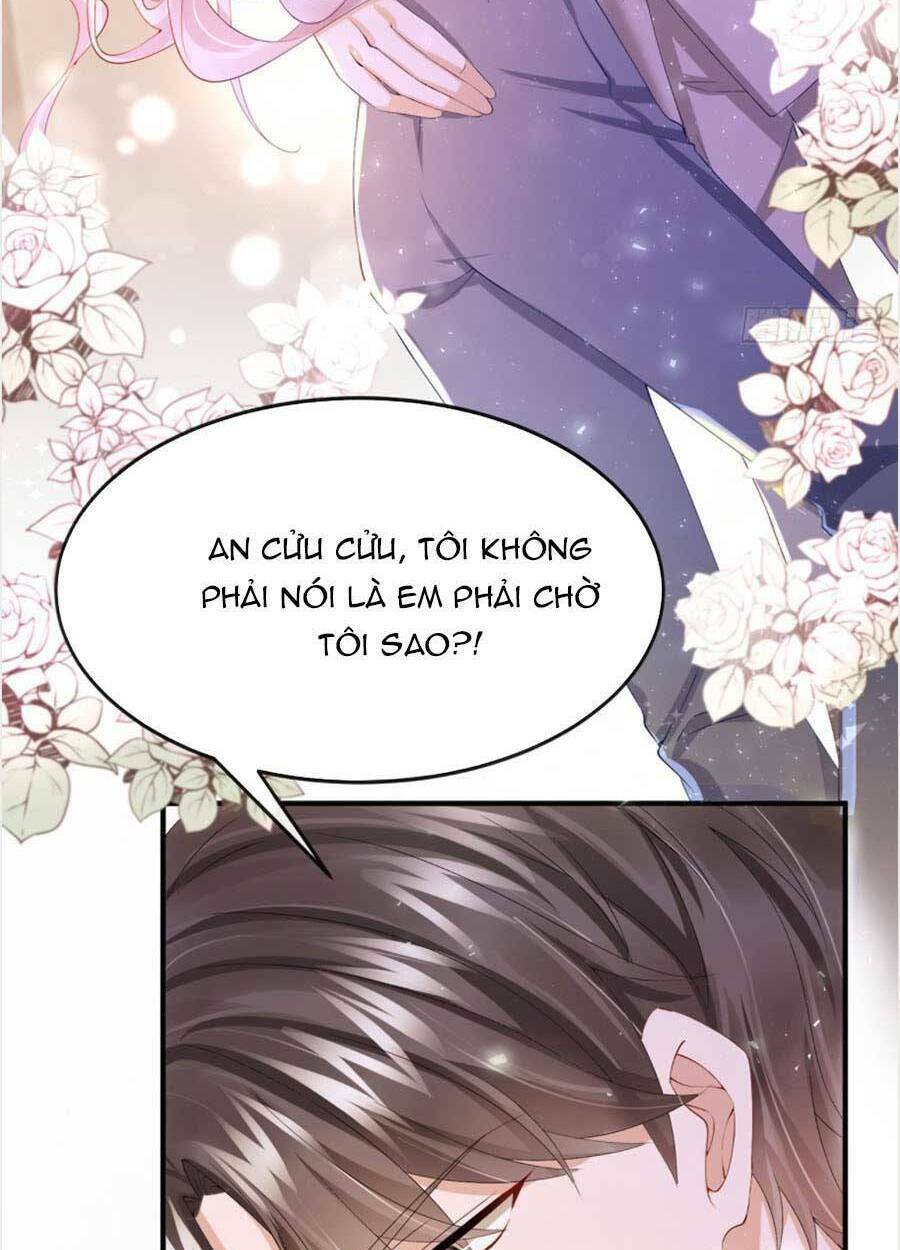 AN CỬU CỬU, TÔI KHÔNG
PHẢI NÓI LÀ EM PHẢI CHỜ
TÔI SAO?!